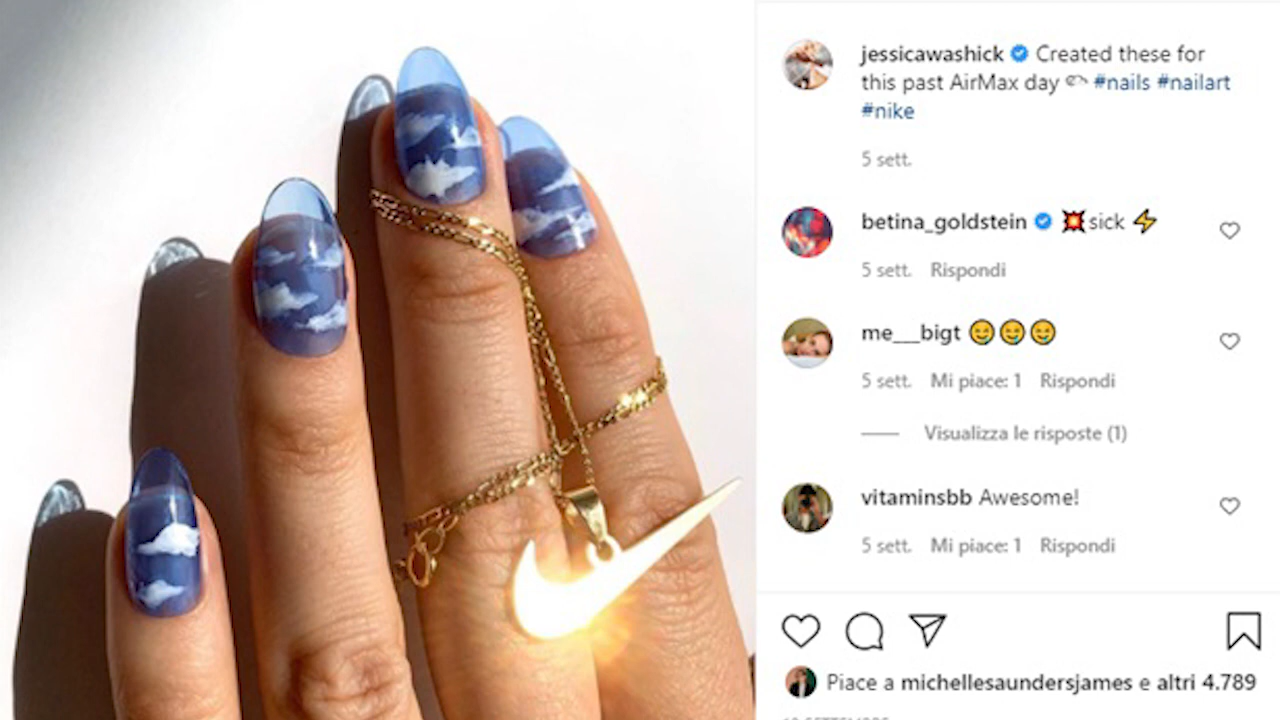 jessicawashick Created these for
this past AirMax day #nails #nailart
#nike
5 sett.
betina_goldstein 💥sick⚡
5 sett. Rispondi
me___bigt 🤤🤤🤤
5 sett. Mi piace: 1 Rispondi
Visualizza le risposte (1)
vitaminsbb Awesome!
5 sett. Mi piace: 1 Rispondi
Piace a michellesaundersjames e altri 4.789